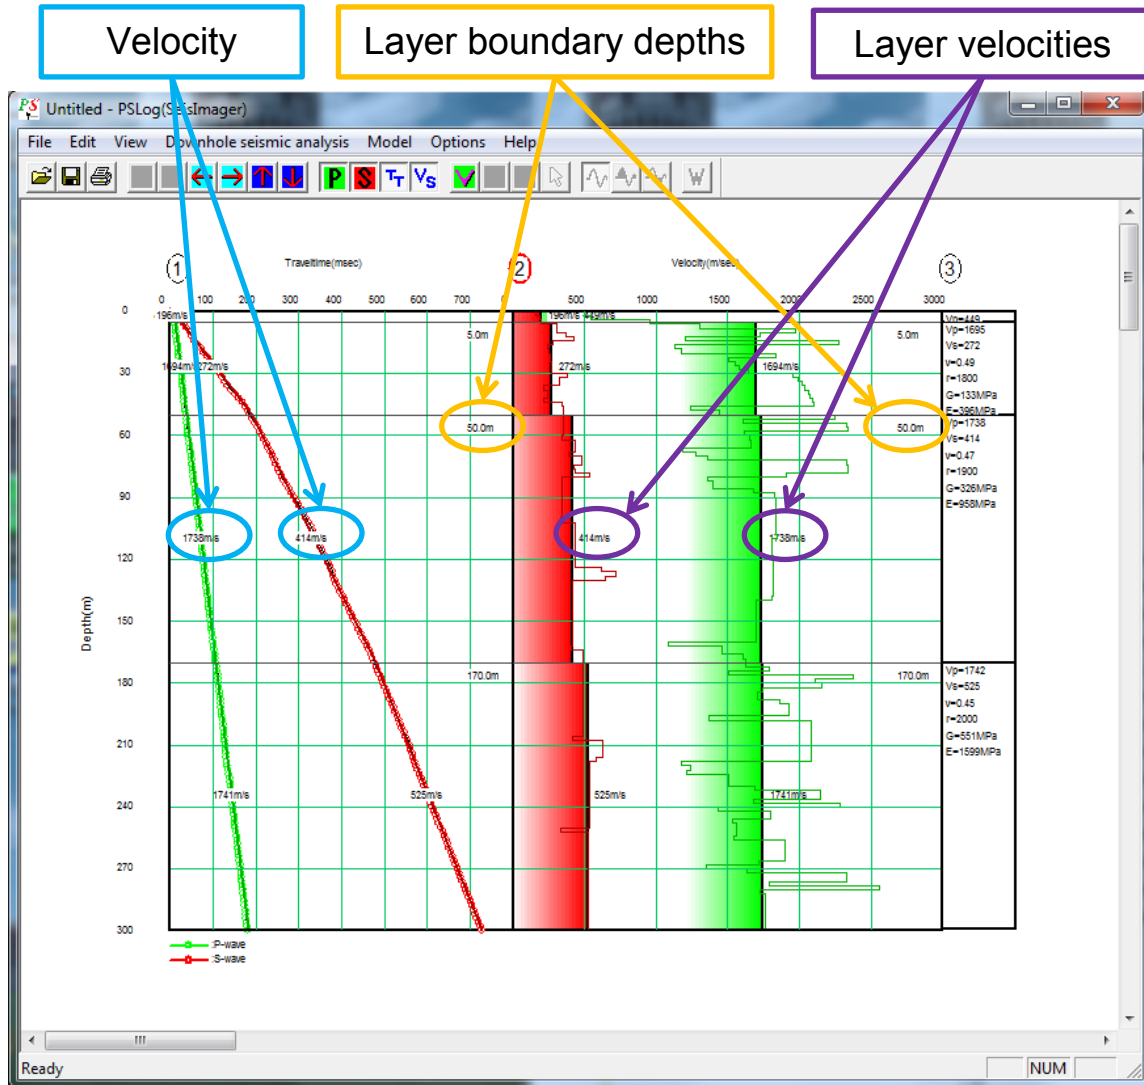 Velocity
Layer boundary depths
Layer velocities
PS Untitled - PSLog(SeisImager)
File Edit View Downhole seismic analysis Model Options Help
P S TT VS W
1 Traveltime(msec) 2 Velocity(m/sec) 3
0 100 200 300 400 500 600 700 500 1000 1500 2000 2500 3000
0 196m/s 196m/s 449m/s Vp=449
5.0m 5.0m Vp=1695
Vs=272
1694m/s 272m/s 272m/s 1694m/s ν=0.49
30 r=1800
G=133MPa
E=396MPa
50.0m 50.0m Vp=1738
60 Vs=414
ν=0.47
r=1900
90 G=326MPa
E=958MPa
1738m/s 414m/s 414m/s 1738m/s
120
Depth(m)
150
170.0m 170.0m Vp=1742
180 Vs=525
ν=0.45
r=2000
G=551MPa
210 E=1599MPa
1741m/s 525m/s 525m/s 1741m/s
240
270
300
:P-wave
:S-wave
Ready NUM